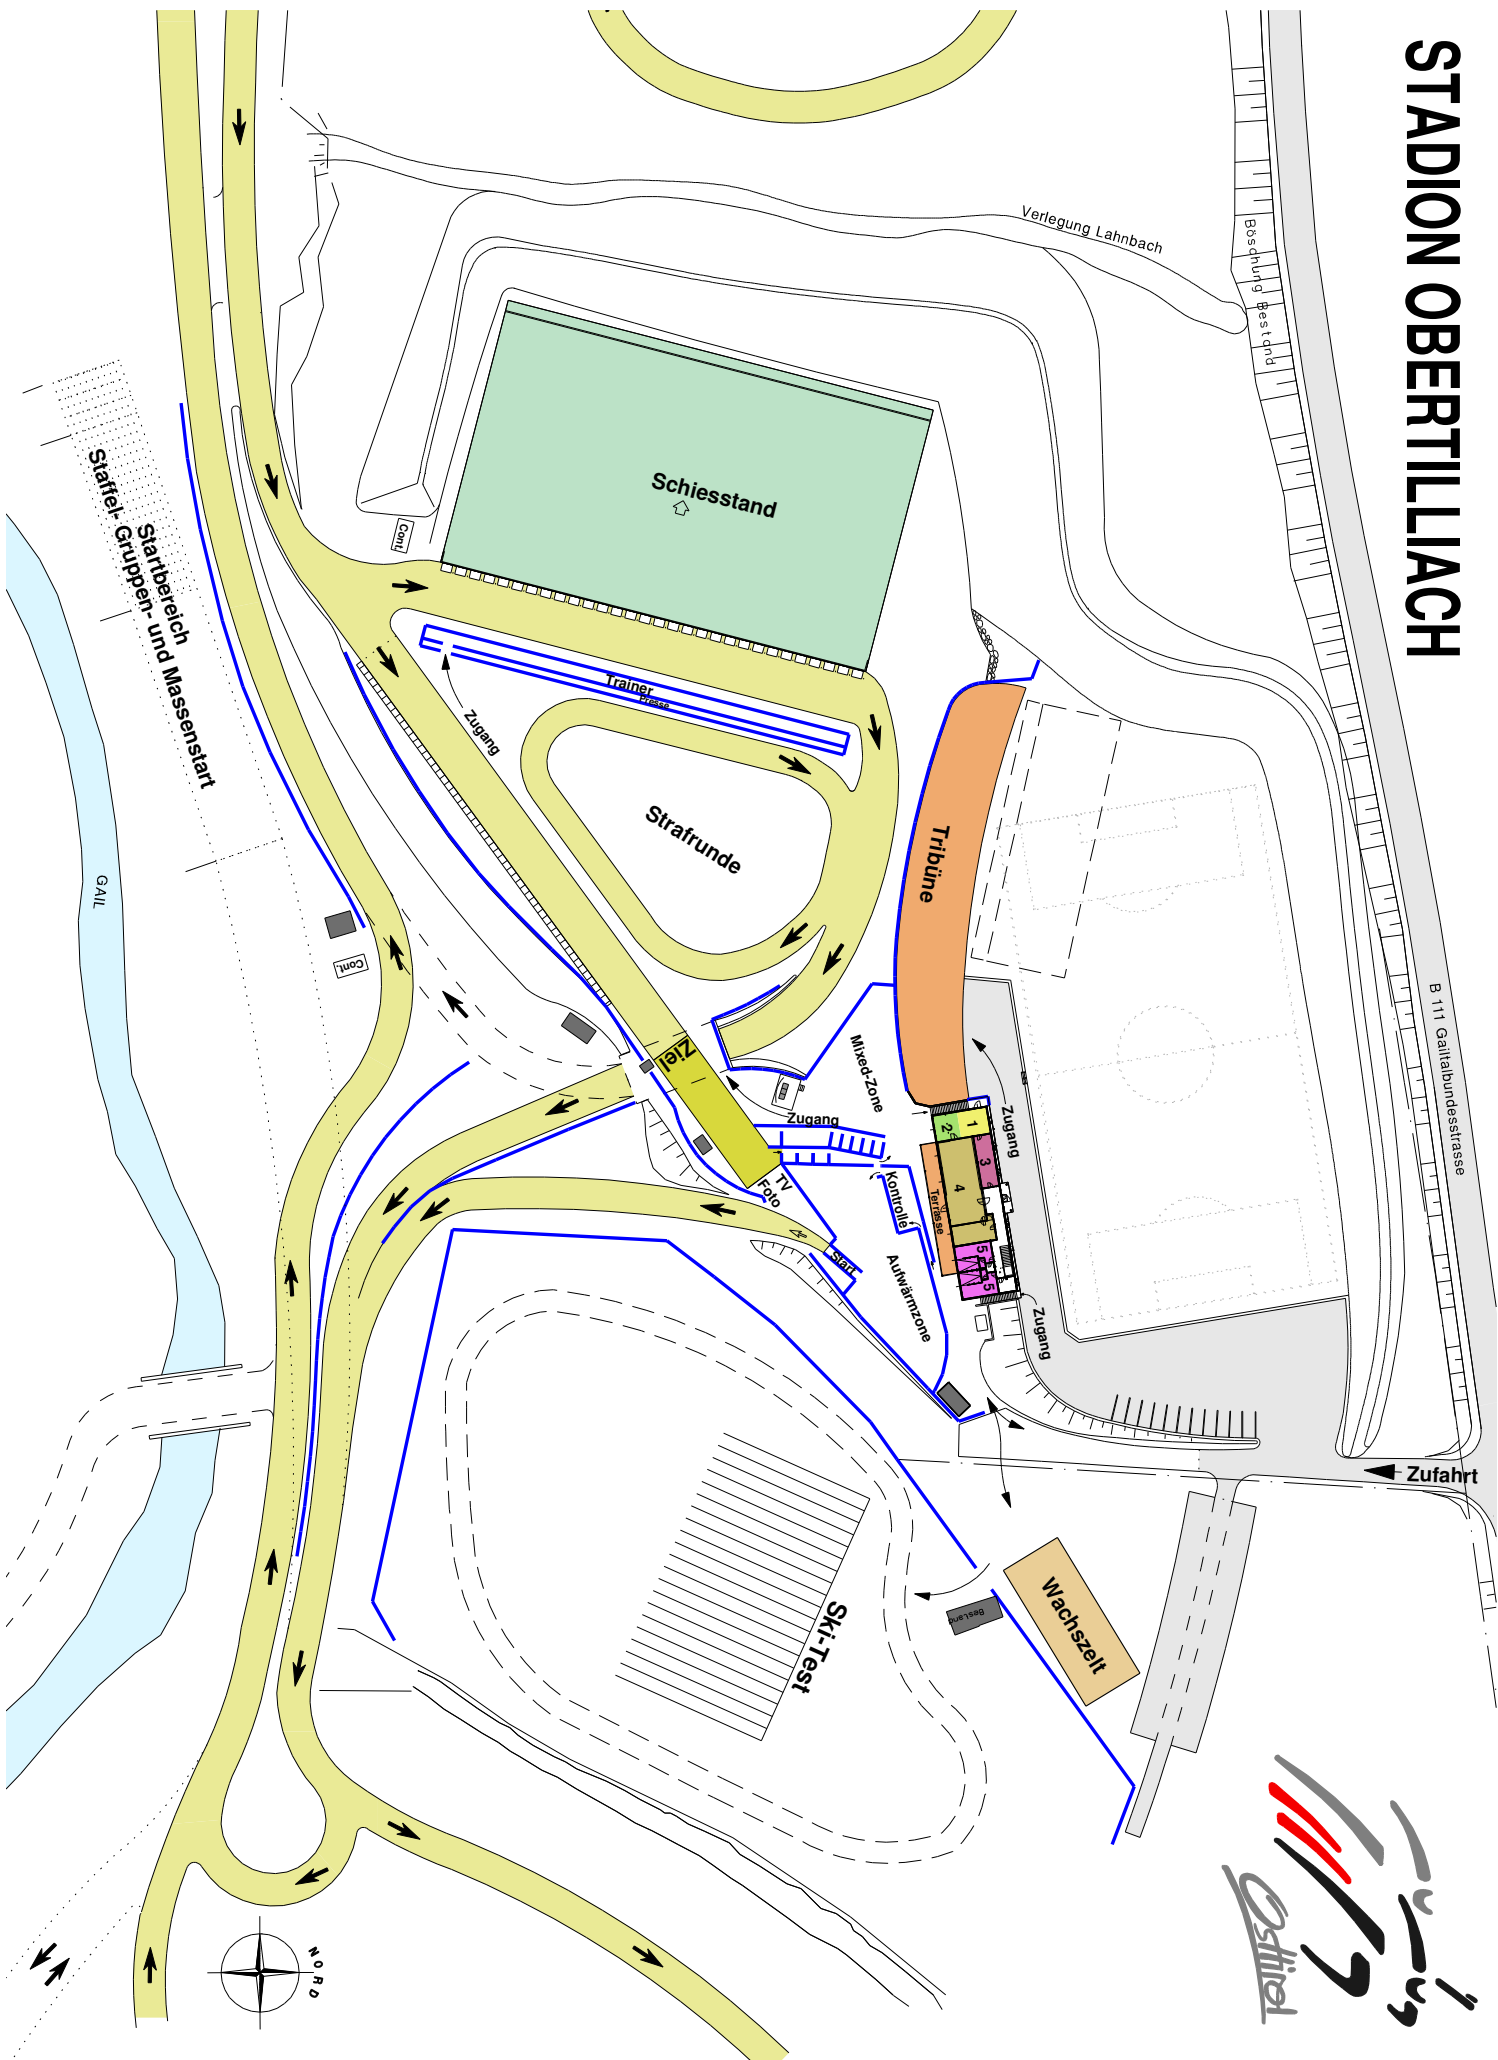 STADION OBERTILLIACH
Verlegung Lahnbach
Böschung Bestand
B 111 Gailtalbundesstrasse
Schiesstand
Cont.
Startbereich
Staffel- Gruppen- und Massenstart
GAIL
Trainer
Presse
Zugang
Strafrunde
Tribüne
Cont.
Ziel
Mixed-Zone
Zugang
Zugang
1
2
3
4
5
5
Terrasse
Kontrolle
TV
Foto
Start
Aufwärmzone
Zugang
Zufahrt
Ski-Test
Wachszelt
NORD
Osttirol